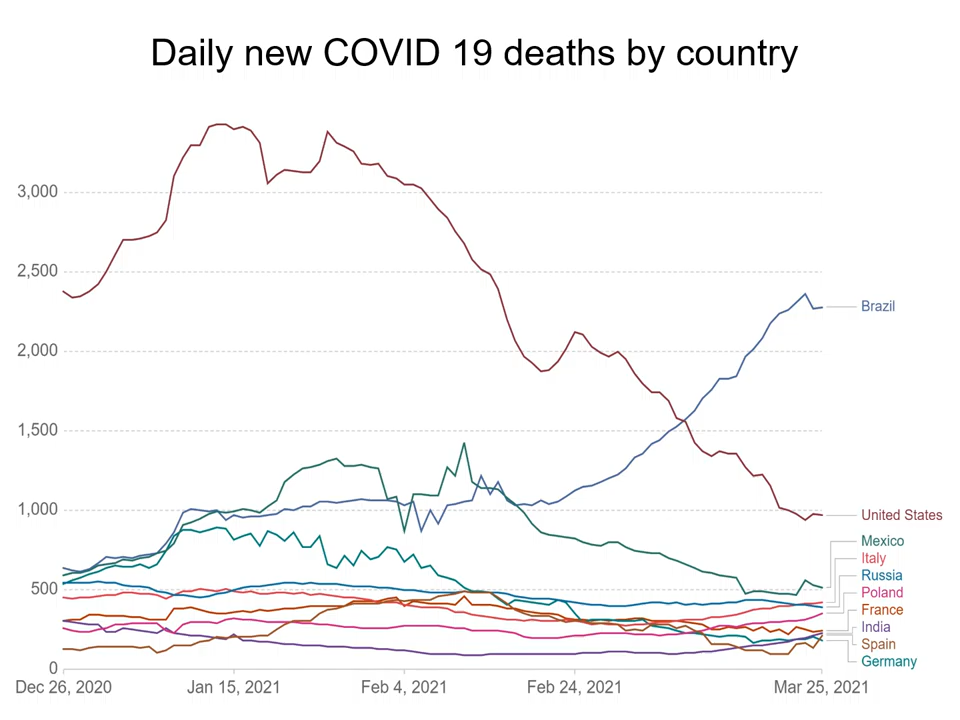 Daily new COVID 19 deaths by country
3,000
2,500
2,000
1,500
1,000
500
0
Dec 26, 2020 Jan 15, 2021 Feb 4, 2021 Feb 24, 2021 Mar 25, 2021
Brazil
United States
Mexico
Italy
Russia
Poland
France
India
Spain
Germany